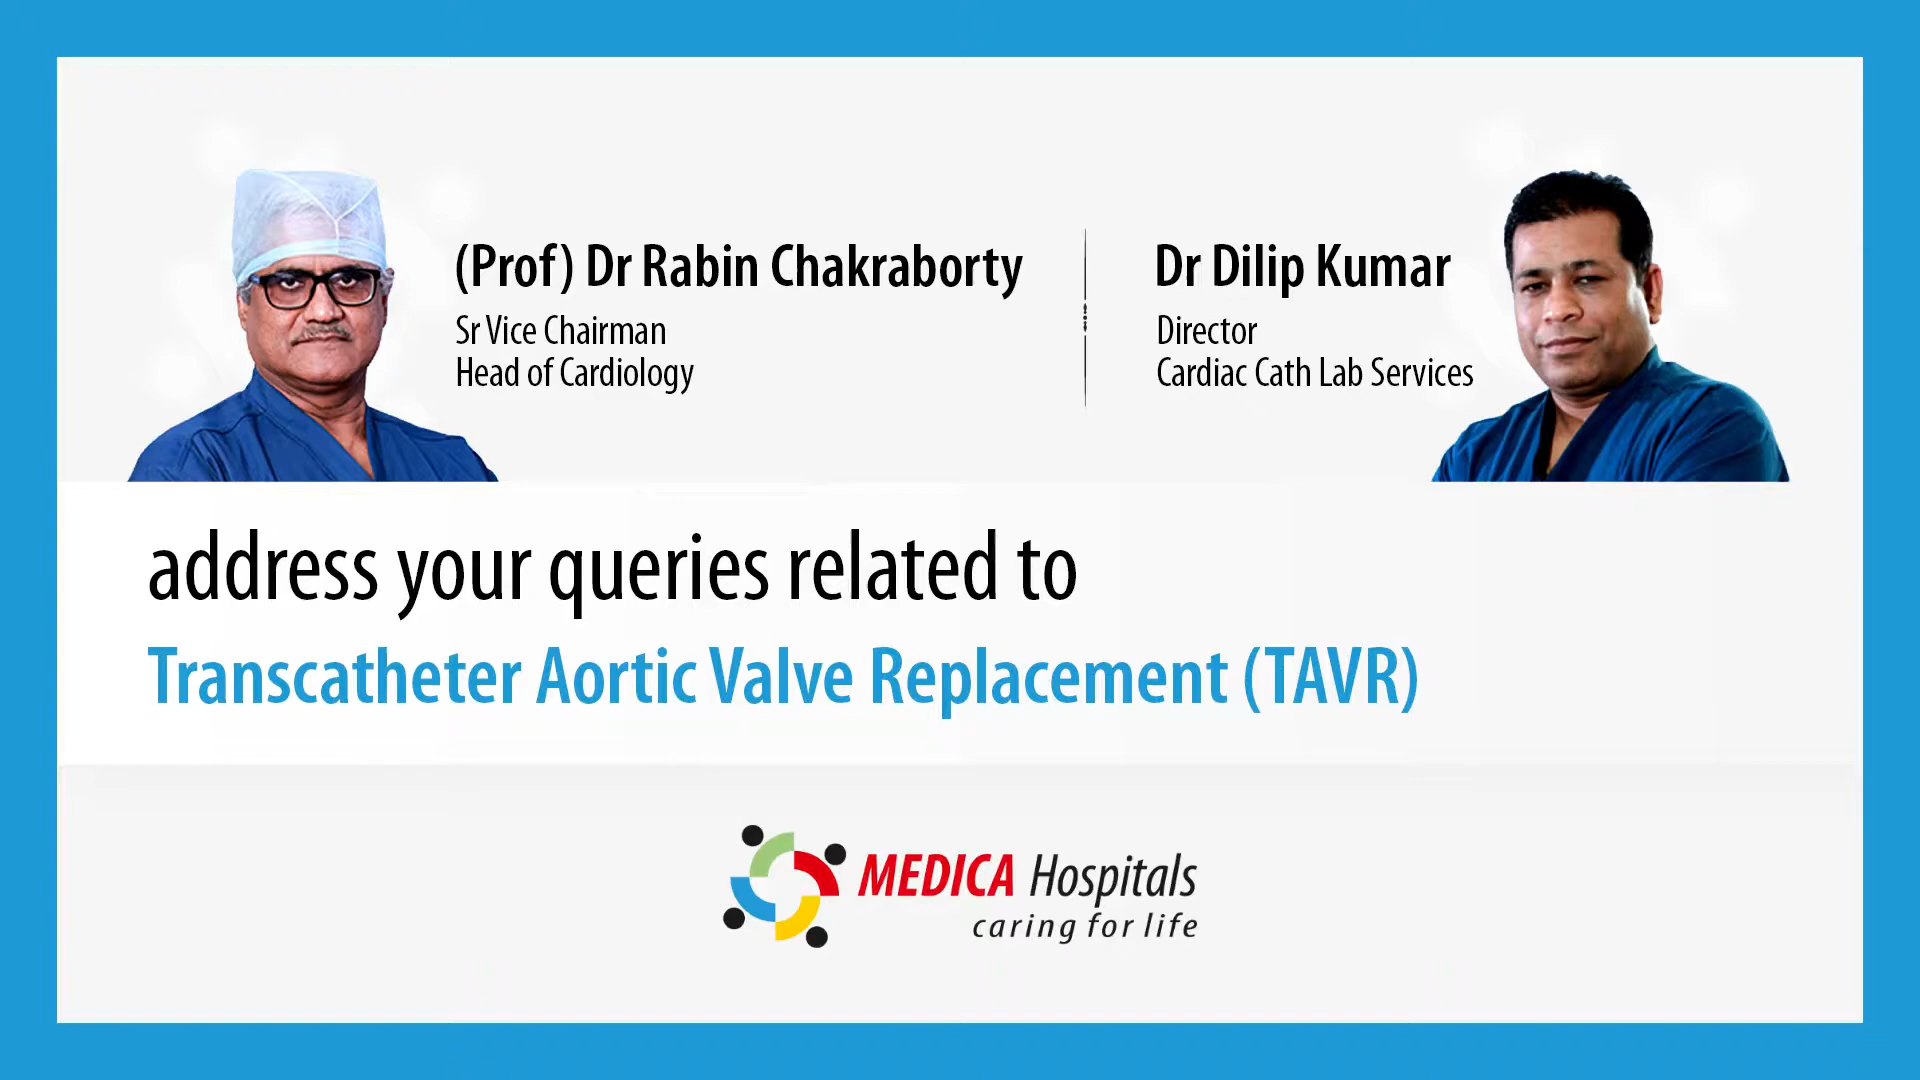 (Prof) Dr Rabin Chakraborty
Sr Vice Chairman
Head of Cardiology
Dr Dilip Kumar
Director
Cardiac Cath Lab Services
address your queries related to
Transcatheter Aortic Valve Replacement (TAVR)
MEDICA Hospitals
caring for life